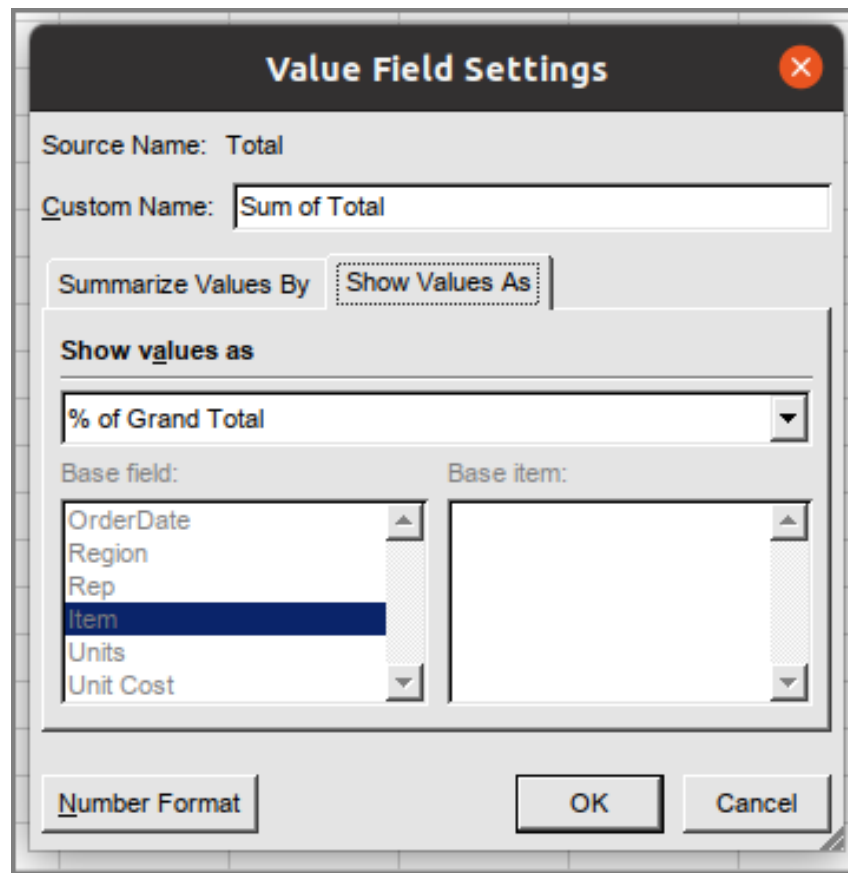 Value Field Settings
Source Name: Total
Custom Name: Sum of Total
Summarize Values By Show Values As
Show values as
% of Grand Total
Base field: Base item:
OrderDate
Region
Rep
Item
Units
Unit Cost
Number Format OK Cancel